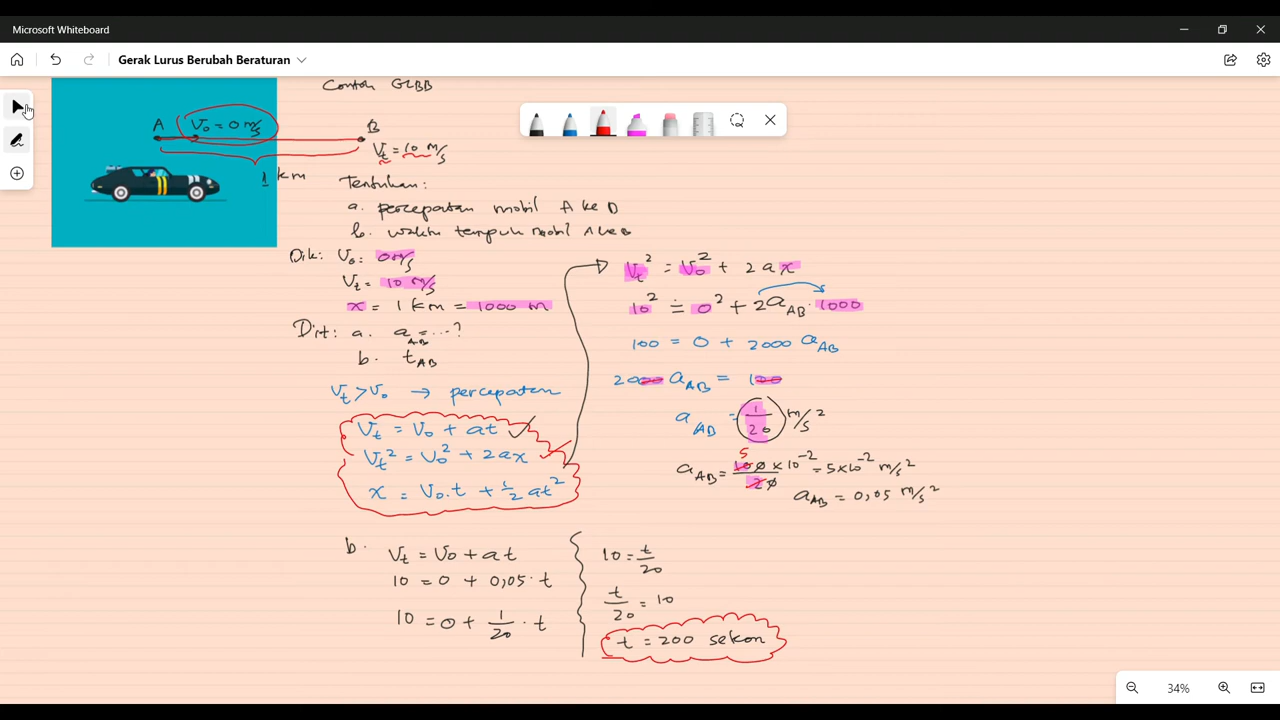 Microsoft Whiteboard
Gerak Lurus Berubah Beraturan
Contoh GLBB
A V₀ = 0 m/s B
Vt = 10 m/s
1 km
Tentukan:
a. percepatan mobil A ke B
b. waktu tempuh mobil A ke B
Dik: V₀ = 0 m/s
Vt = 10 m/s
x = 1 km = 1000 m
Dit: a. a_AB = ...?
b. t_AB
Vt > V₀ → percepatan
Vt = V₀ + at ✓
Vt² = V₀² + 2ax ✓
x = V₀.t + ½ at²
Vt² = V₀² + 2ax
10² = 0² + 2a_AB . 1000
100 = 0 + 2000 a_AB
2000 a_AB = 100
a_AB = 1/20 m/s²
5
a_AB = 100 × 10⁻²/20 = 5 × 10⁻² m/s²
a_AB = 0,05 m/s²
b. Vt = V₀ + at
10 = 0 + 0,05 . t
10 = 0 + 1/20 . t
10 = t/20
t/20 = 10
t = 200 sekon
34%